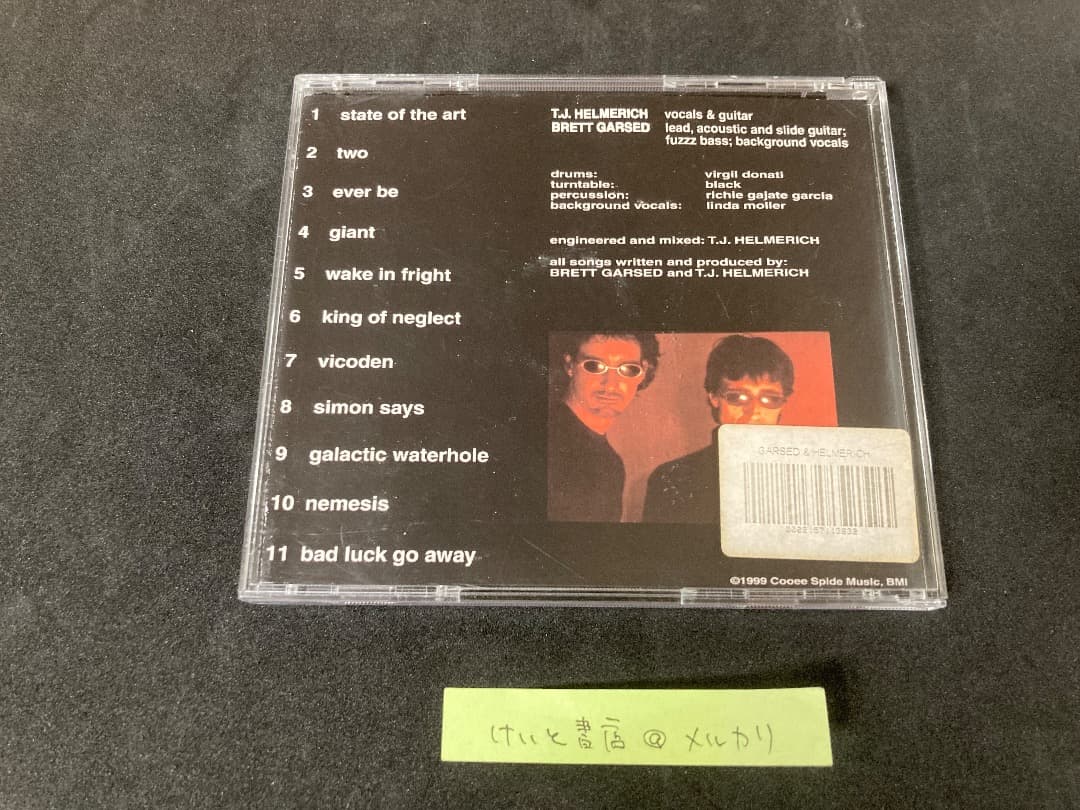 1 state of the art
2 two
3 ever be
4 giant
5 wake in fright
6 king of neglect
7 vicoden
8 simon says
9 galactic waterhole
10 nemesis
11 bad luck go away
T.J. HELMERICH vocals & guitar
BRETT GARSED lead, acoustic and slide guitar;
fuzzz bass; background vocals
drums: virgil donati
turntable: black
percussion: richie gajate garcia
background vocals: linda moller
engineered and mixed: T.J. HELMERICH
all songs written and produced by:
BRETT GARSED and T.J. HELMERICH
GARSED & HELMERICH
©1999 Cooee Spide Music, BMI
けいと書店@メルカリ